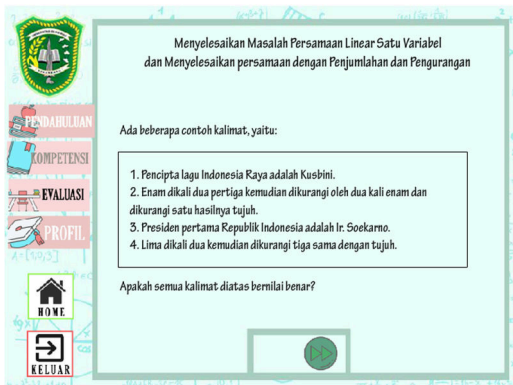 Menyelesaikan Masalah Persamaan Linear Satu Variabel
dan Menyelesaikan persamaan dengan Penjumlahan dan Pengurangan
PENDAHULUAN
KOMPETENSI
EVALUASI
PROFIL
HOME
KELUAR
Ada beberapa contoh kalimat, yaitu:
1. Pencipta lagu Indonesia Raya adalah Kusbini.
2. Enam dikali dua pertiga kemudian dikurangi oleh dua kali enam dan
dikurangi satu hasilnya tujuh.
3. Presiden pertama Republik Indonesia adalah Ir. Soekarno.
4. Lima dikali dua kemudian dikurangi tiga sama dengan tujuh.
Apakah semua kalimat diatas bernilai benar?